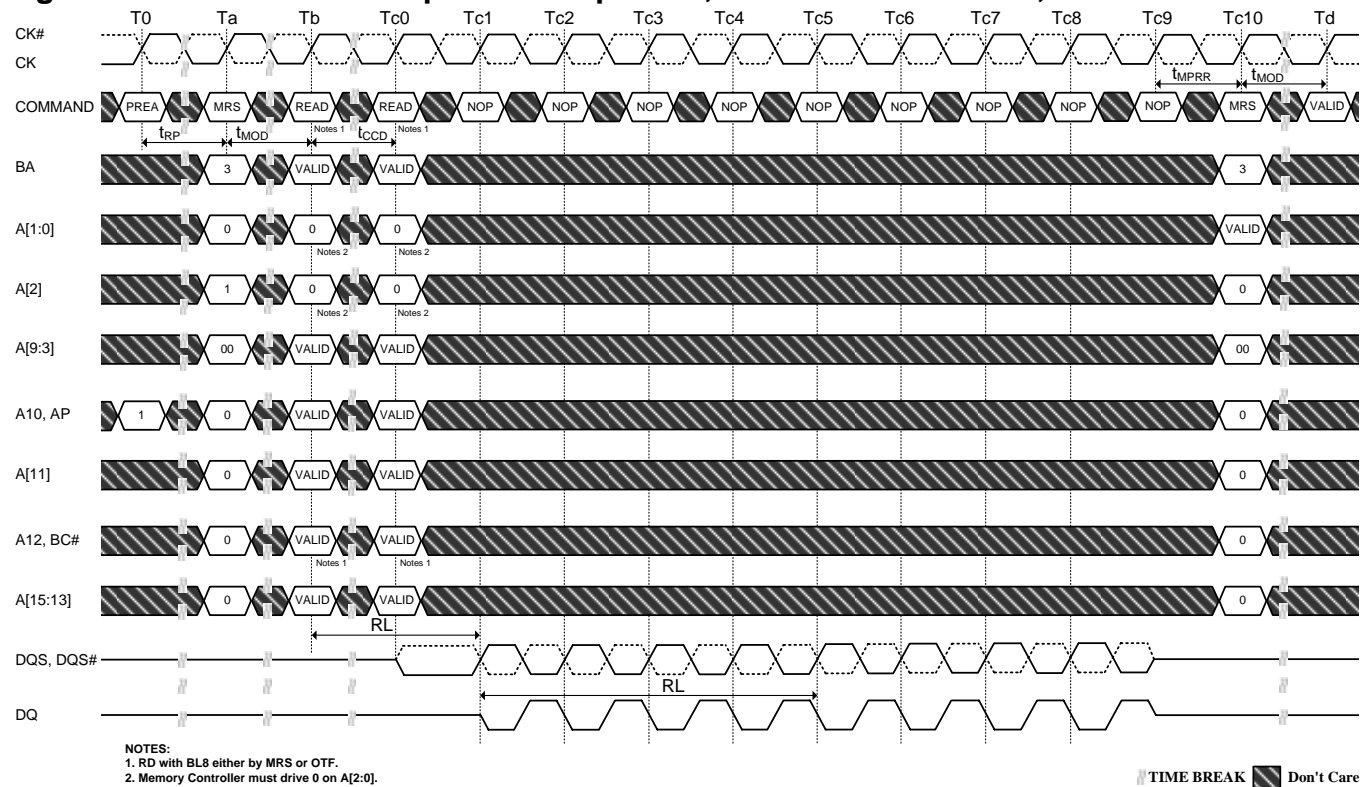 T0 Ta Tb Tc0 Tc1 Tc2 Tc3 Tc4 Tc5 Tc6 Tc7 Tc8 Tc9 Tc10 Td
CK#
CK
tMPRR tMOD
COMMAND PREA MRS READ READ NOP NOP NOP NOP NOP NOP NOP NOP NOP MRS VALID
Notes 1 Notes 1
tRP tMOD tCCD
BA 3 VALID VALID 3
A[1:0] 0 0 0 VALID
Notes 2 Notes 2
A[2] 1 0 0 0
Notes 2 Notes 2
A[9:3] 00 VALID VALID 00
A10, AP 1 0 VALID VALID 0
A[11] 0 VALID VALID 0
A12, BC# 0 VALID VALID 0
Notes 1 Notes 1
A[15:13] 0 VALID VALID 0
RL
DQS, DQS#
RL
DQ
NOTES:
1. RD with BL8 either by MRS or OTF.
2. Memory Controller must drive 0 on A[2:0].
TIME BREAK Don't Care